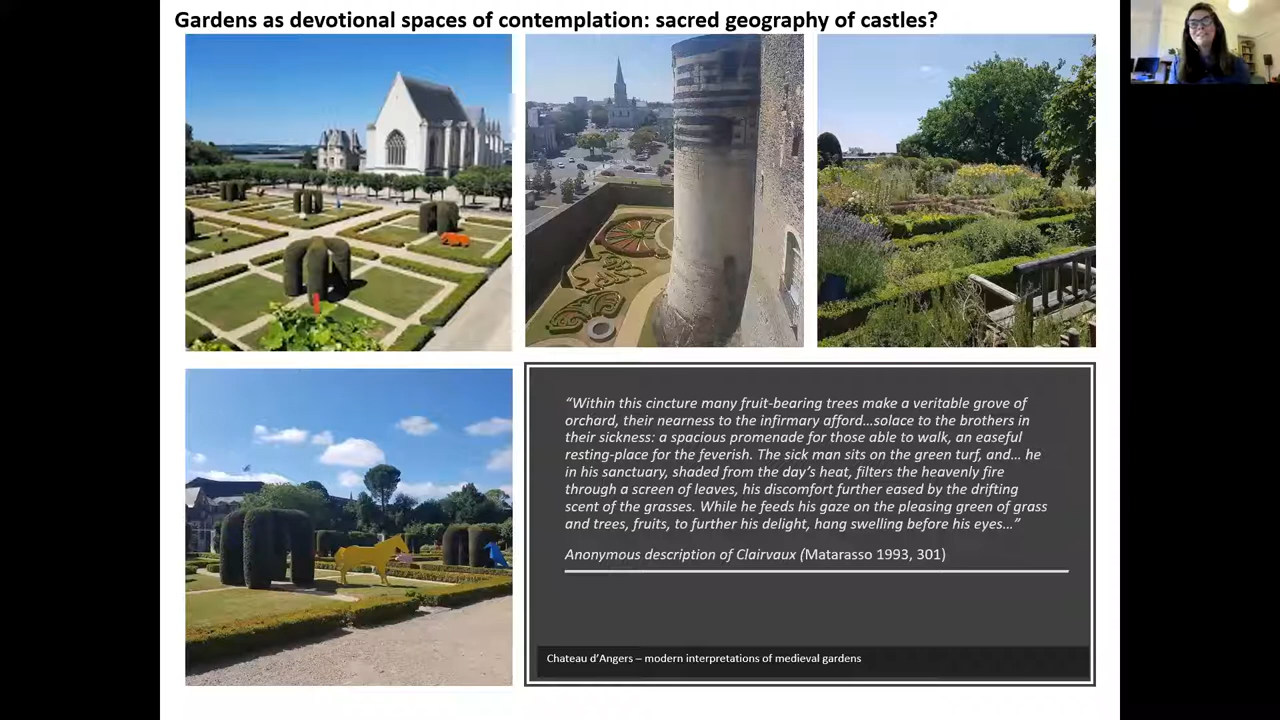 Gardens as devotional spaces of contemplation: sacred geography of castles?
“Within this cincture many fruit-bearing trees make a veritable grove of
orchard, their nearness to the infirmary afford…solace to the brothers in
their sickness: a spacious promenade for those able to walk, an easeful
resting-place for the feverish. The sick man sits on the green turf, and… he
in his sanctuary, shaded from the day’s heat, filters the heavenly fire
through a screen of leaves, his discomfort further eased by the drifting
scent of the grasses. While he feeds his gaze on the pleasing green of grass
and trees, fruits, to further his delight, hang swelling before his eyes…”
Anonymous description of Clairvaux (Matarasso 1993, 301)
Chateau d’Angers – modern interpretations of medieval gardens